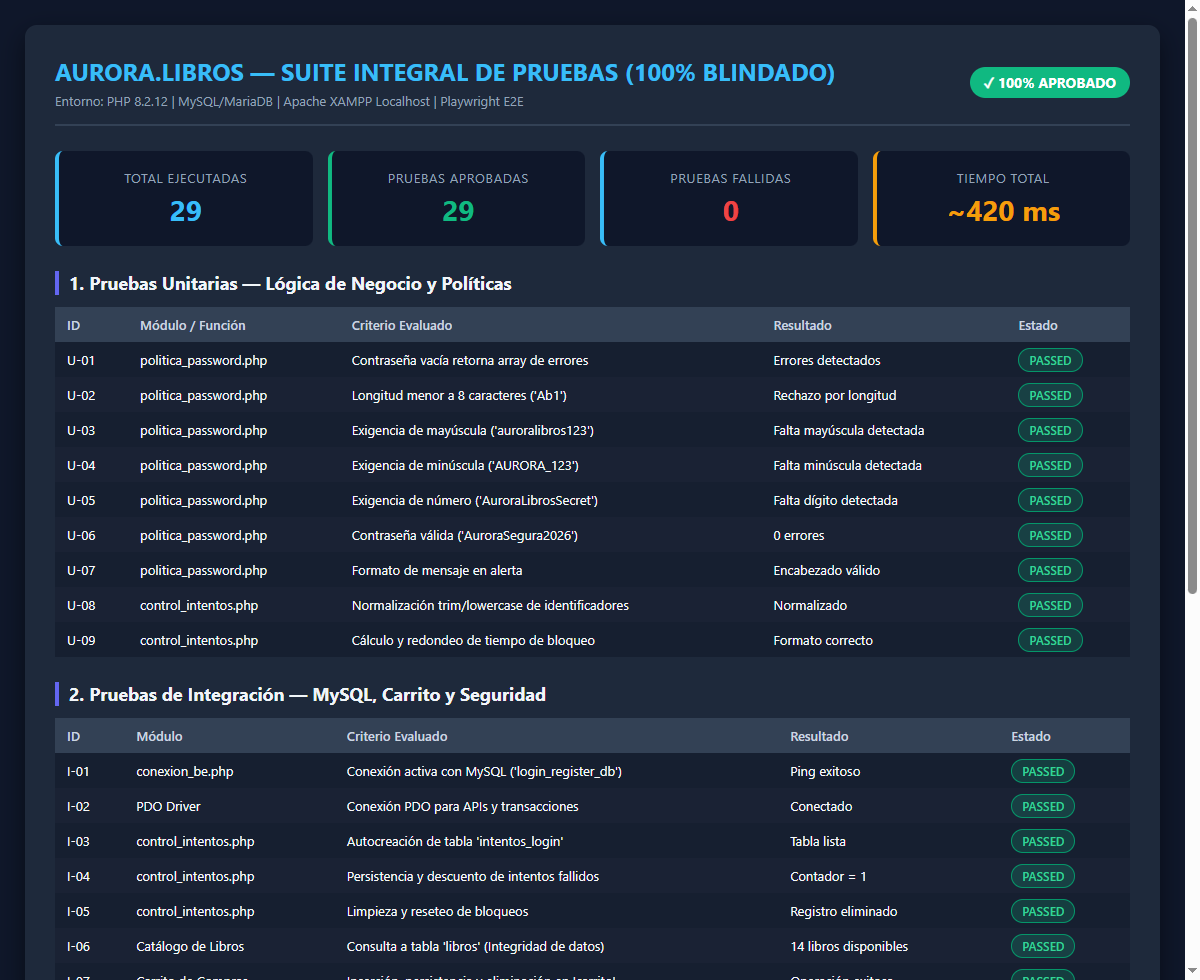 AURORA.LIBROS — SUITE INTEGRAL DE PRUEBAS (100% BLINDADO)
Entorno: PHP 8.2.12 | MySQL/MariaDB | Apache XAMPP Localhost | Playwright E2E
✓ 100% APROBADO
TOTAL EJECUTADAS
29
PRUEBAS APROBADAS
29
PRUEBAS FALLIDAS
0
TIEMPO TOTAL
~420 ms
1. Pruebas Unitarias — Lógica de Negocio y Políticas
ID Módulo / Función Criterio Evaluado Resultado Estado
U-01 politica_password.php Contraseña vacía retorna array de errores Errores detectados PASSED
U-02 politica_password.php Longitud menor a 8 caracteres ('Ab1') Rechazo por longitud PASSED
U-03 politica_password.php Exigencia de mayúscula ('auroralibros123') Falta mayúscula detectada PASSED
U-04 politica_password.php Exigencia de minúscula ('AURORA_123') Falta minúscula detectada PASSED
U-05 politica_password.php Exigencia de número ('AuroraLibrosSecret') Falta dígito detectada PASSED
U-06 politica_password.php Contraseña válida ('AuroraSegura2026') 0 errores PASSED
U-07 politica_password.php Formato de mensaje en alerta Encabezado válido PASSED
U-08 control_intentos.php Normalización trim/lowercase de identificadores Normalizado PASSED
U-09 control_intentos.php Cálculo y redondeo de tiempo de bloqueo Formato correcto PASSED
2. Pruebas de Integración — MySQL, Carrito y Seguridad
ID Módulo Criterio Evaluado Resultado Estado
I-01 conexion_be.php Conexión activa con MySQL ('login_register_db') Ping exitoso PASSED
I-02 PDO Driver Conexión PDO para APIs y transacciones Conectado PASSED
I-03 control_intentos.php Autocreación de tabla 'intentos_login' Tabla lista PASSED
I-04 control_intentos.php Persistencia y descuento de intentos fallidos Contador = 1 PASSED
I-05 control_intentos.php Limpieza y reseteo de bloqueos Registro eliminado PASSED
I-06 Catálogo de Libros Consulta a tabla 'libros' (Integridad de datos) 14 libros disponibles PASSED